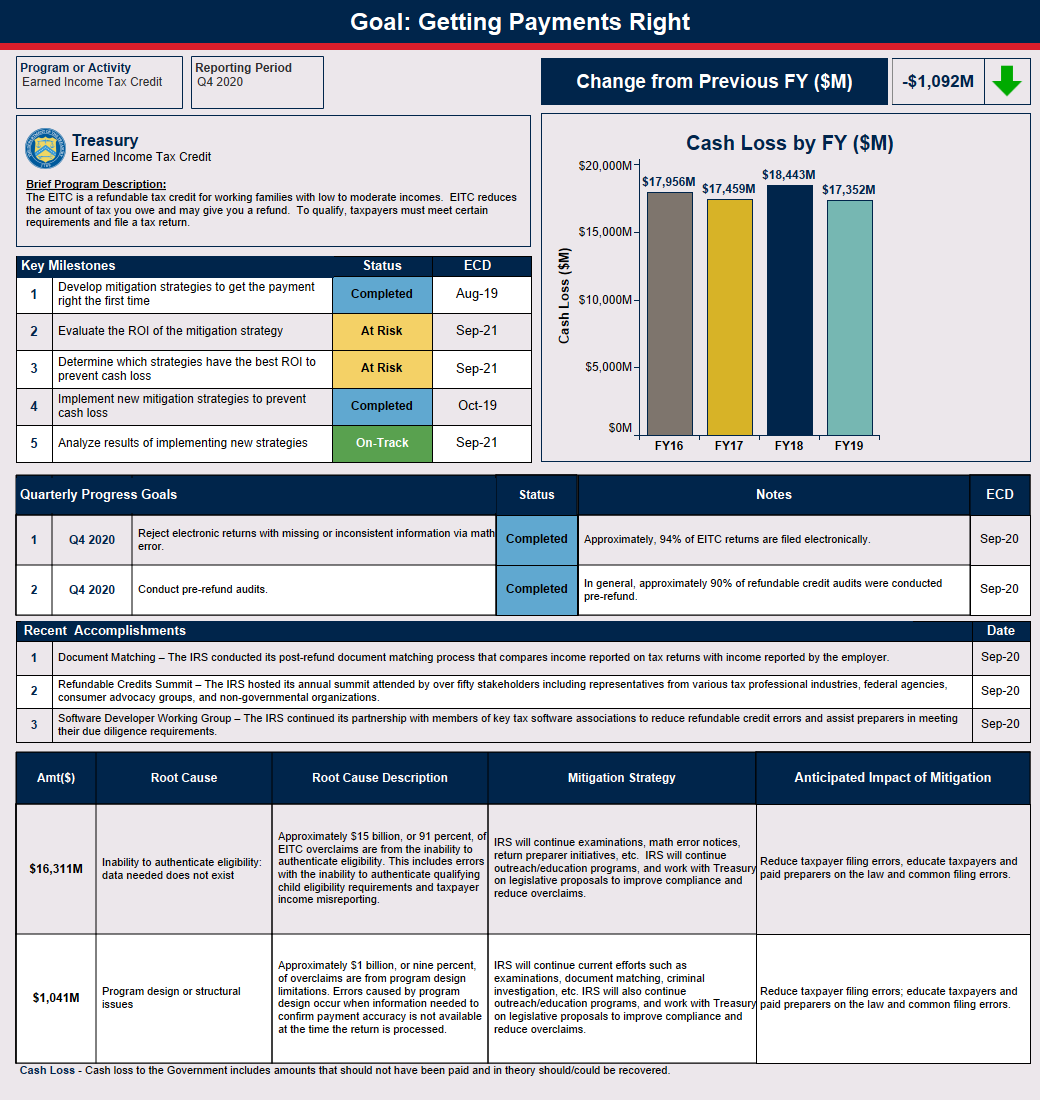 Goal: Getting Payments Right
Program or Activity
Earned Income Tax Credit
Reporting Period
Q4 2020
Change from Previous FY ($M)
-$1,092M
Treasury
Earned Income Tax Credit
Brief Program Description:
The EITC is a refundable tax credit for working families with low to moderate incomes.  EITC reduces
the amount of tax you owe and may give you a refund.  To qualify, taxpayers must meet certain
requirements and file a tax return.
Cash Loss by FY ($M)
Cash Loss ($M)
$20,000M
$15,000M
$10,000M
$5,000M
$0M
$17,956M
$17,459M
$18,443M
$17,352M
FY16
FY17
FY18
FY19
Key Milestones
Status
ECD
1
Develop mitigation strategies to get the payment
right the first time
Completed
Aug-19
2
Evaluate the ROI of the mitigation strategy
At Risk
Sep-21
3
Determine which strategies have the best ROI to
prevent cash loss
At Risk
Sep-21
4
Implement new mitigation strategies to prevent
cash loss
Completed
Oct-19
5
Analyze results of implementing new strategies
On-Track
Sep-21
Quarterly Progress Goals
Status
Notes
ECD
1
Q4 2020
Reject electronic returns with missing or inconsistent information via math
error.
Completed
Approximately, 94% of EITC returns are filed electronically.
Sep-20
2
Q4 2020
Conduct pre-refund audits.
Completed
In general, approximately 90% of refundable credit audits were conducted
pre-refund.
Sep-20
Recent  Accomplishments
Date
1
Document Matching – The IRS conducted its post-refund document matching process that compares income reported on tax returns with income reported by the employer.
Sep-20
2
Refundable Credits Summit – The IRS hosted its annual summit attended by over fifty stakeholders including representatives from various tax professional industries, federal agencies,
consumer advocacy groups, and non-governmental organizations.
Sep-20
3
Software Developer Working Group – The IRS continued its partnership with members of key tax software associations to reduce refundable credit errors and assist preparers in meeting
their due diligence requirements.
Sep-20
Amt($)
Root Cause
Root Cause Description
Mitigation Strategy
Anticipated Impact of Mitigation
$16,311M
Inability to authenticate eligibility:
data needed does not exist
Approximately $15 billion, or 91 percent, of
EITC overclaims are from the inability to
authenticate eligibility. This includes errors
with the inability to authenticate qualifying
child eligibility requirements and taxpayer
income misreporting.
IRS will continue examinations, math error notices,
return preparer initiatives, etc.  IRS will continue
outreach/education programs, and work with Treasury
on legislative proposals to improve compliance and
reduce overclaims.
Reduce taxpayer filing errors, educate taxpayers and
paid preparers on the law and common filing errors.
$1,041M
Program design or structural
issues
Approximately $1 billion, or nine percent,
of overclaims are from program design
limitations. Errors caused by program
design occur when information needed to
confirm payment accuracy is not available
at the time the return is processed.
IRS will continue current efforts such as
examinations, document matching, criminal
investigation, etc. IRS will also continue
outreach/education programs, and work with Treasury
on legislative proposals to improve compliance and
reduce overclaims.
Reduce taxpayer filing errors; educate taxpayers and
paid preparers on the law and common filing errors.
Cash Loss - Cash loss to the Government includes amounts that should not have been paid and in theory should/could be recovered.